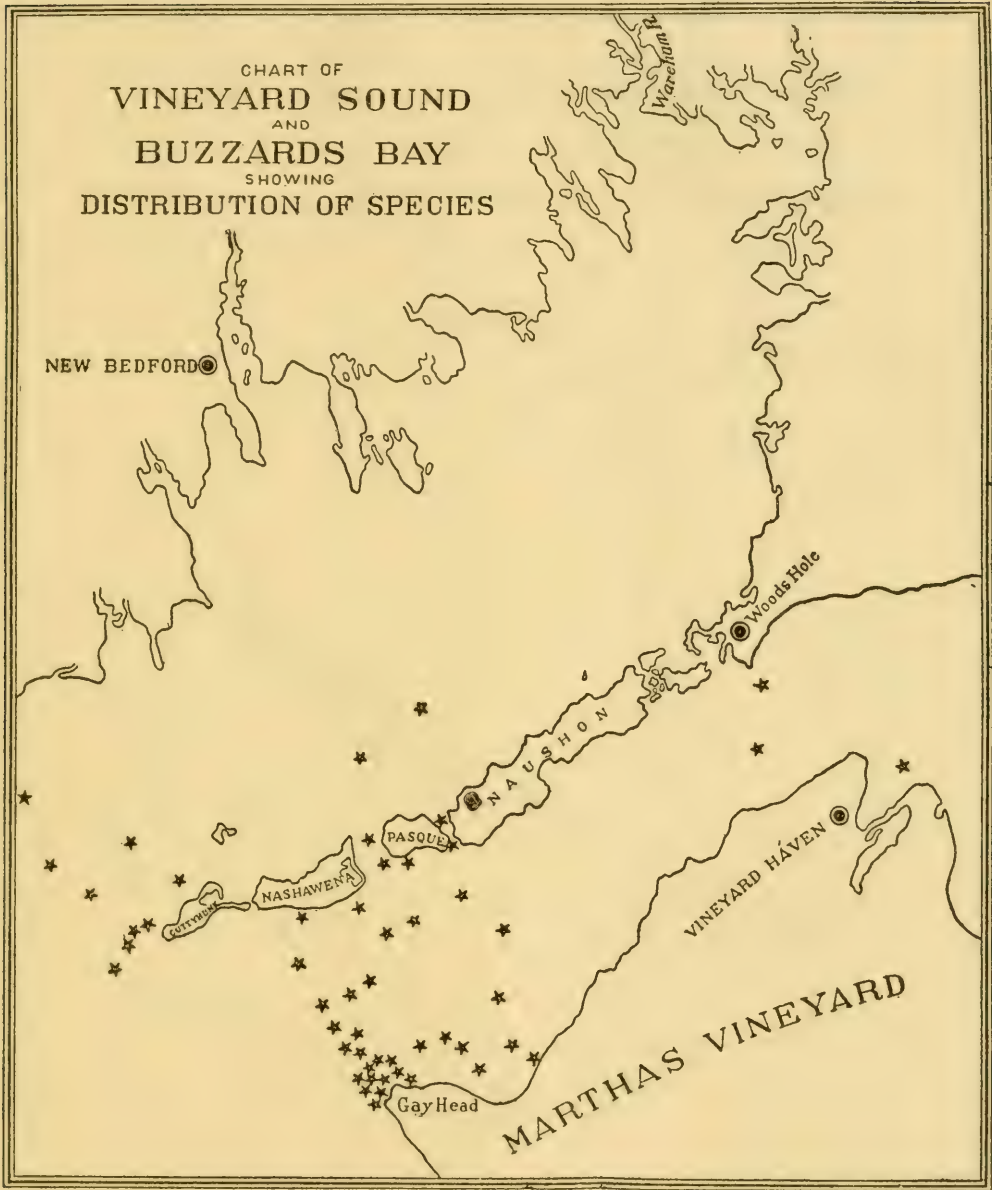 CHART OF
VINEYARD SOUND
AND
BUZZARDS BAY
SHOWING
DISTRIBUTION OF SPECIES
Wareham R.
NEW BEDFORD
Woods Hole
NAUSHON
PASQUE
NASHAWENA
CUTTYHUNK
VINEYARD HAVEN
MARTHAS VINEYARD
Gay Head